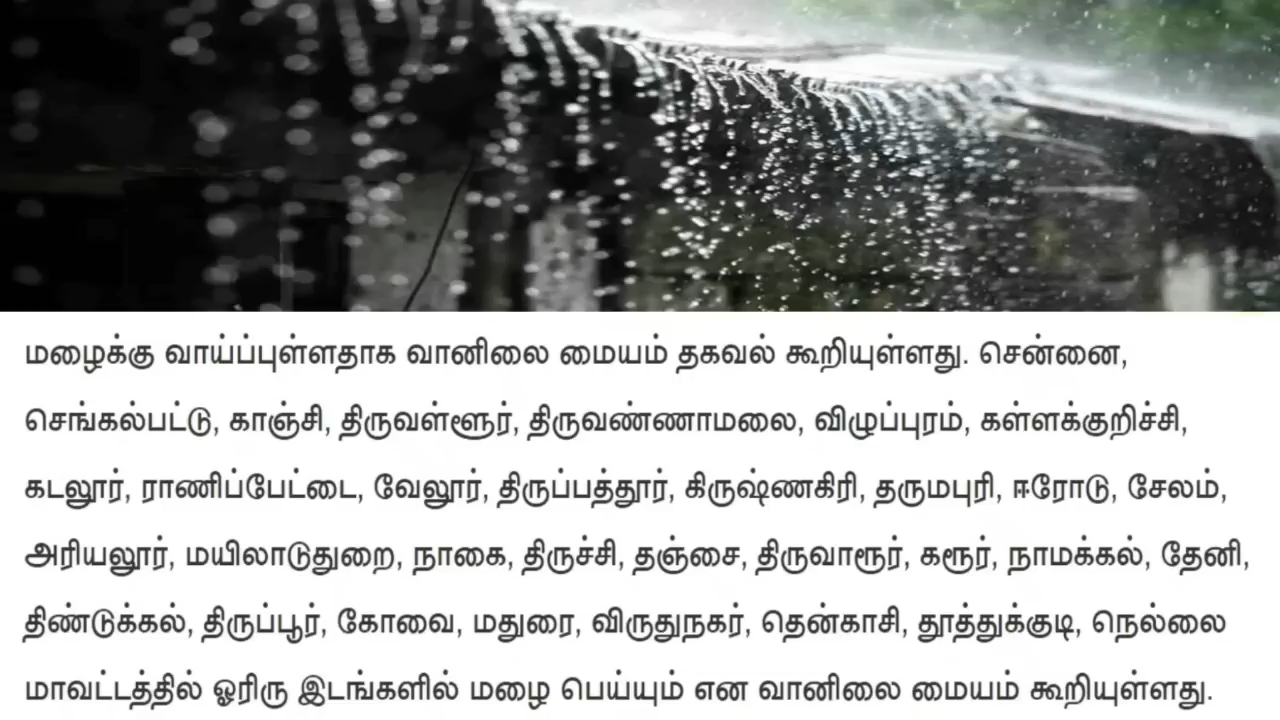 மழைக்கு வாய்ப்புள்ளதாக வானிலை மையம் தகவல் கூறியுள்ளது. சென்னை,
செங்கல்பட்டு, காஞ்சி, திருவள்ளூர், திருவண்ணாமலை, விழுப்புரம், கள்ளக்குறிச்சி,
கடலூர், ராணிப்பேட்டை, வேலூர், திருப்பத்தூர், கிருஷ்ணகிரி, தருமபுரி, ஈரோடு, சேலம்,
அரியலூர், மயிலாடுதுறை, நாகை, திருச்சி, தஞ்சை, திருவாரூர், கரூர், நாமக்கல், தேனி,
திண்டுக்கல், திருப்பூர், கோவை, மதுரை, விருதுநகர், தென்காசி, தூத்துக்குடி, நெல்லை
மாவட்டத்தில் ஓரிரு இடங்களில் மழை பெய்யும் என வானிலை மையம் கூறியுள்ளது.